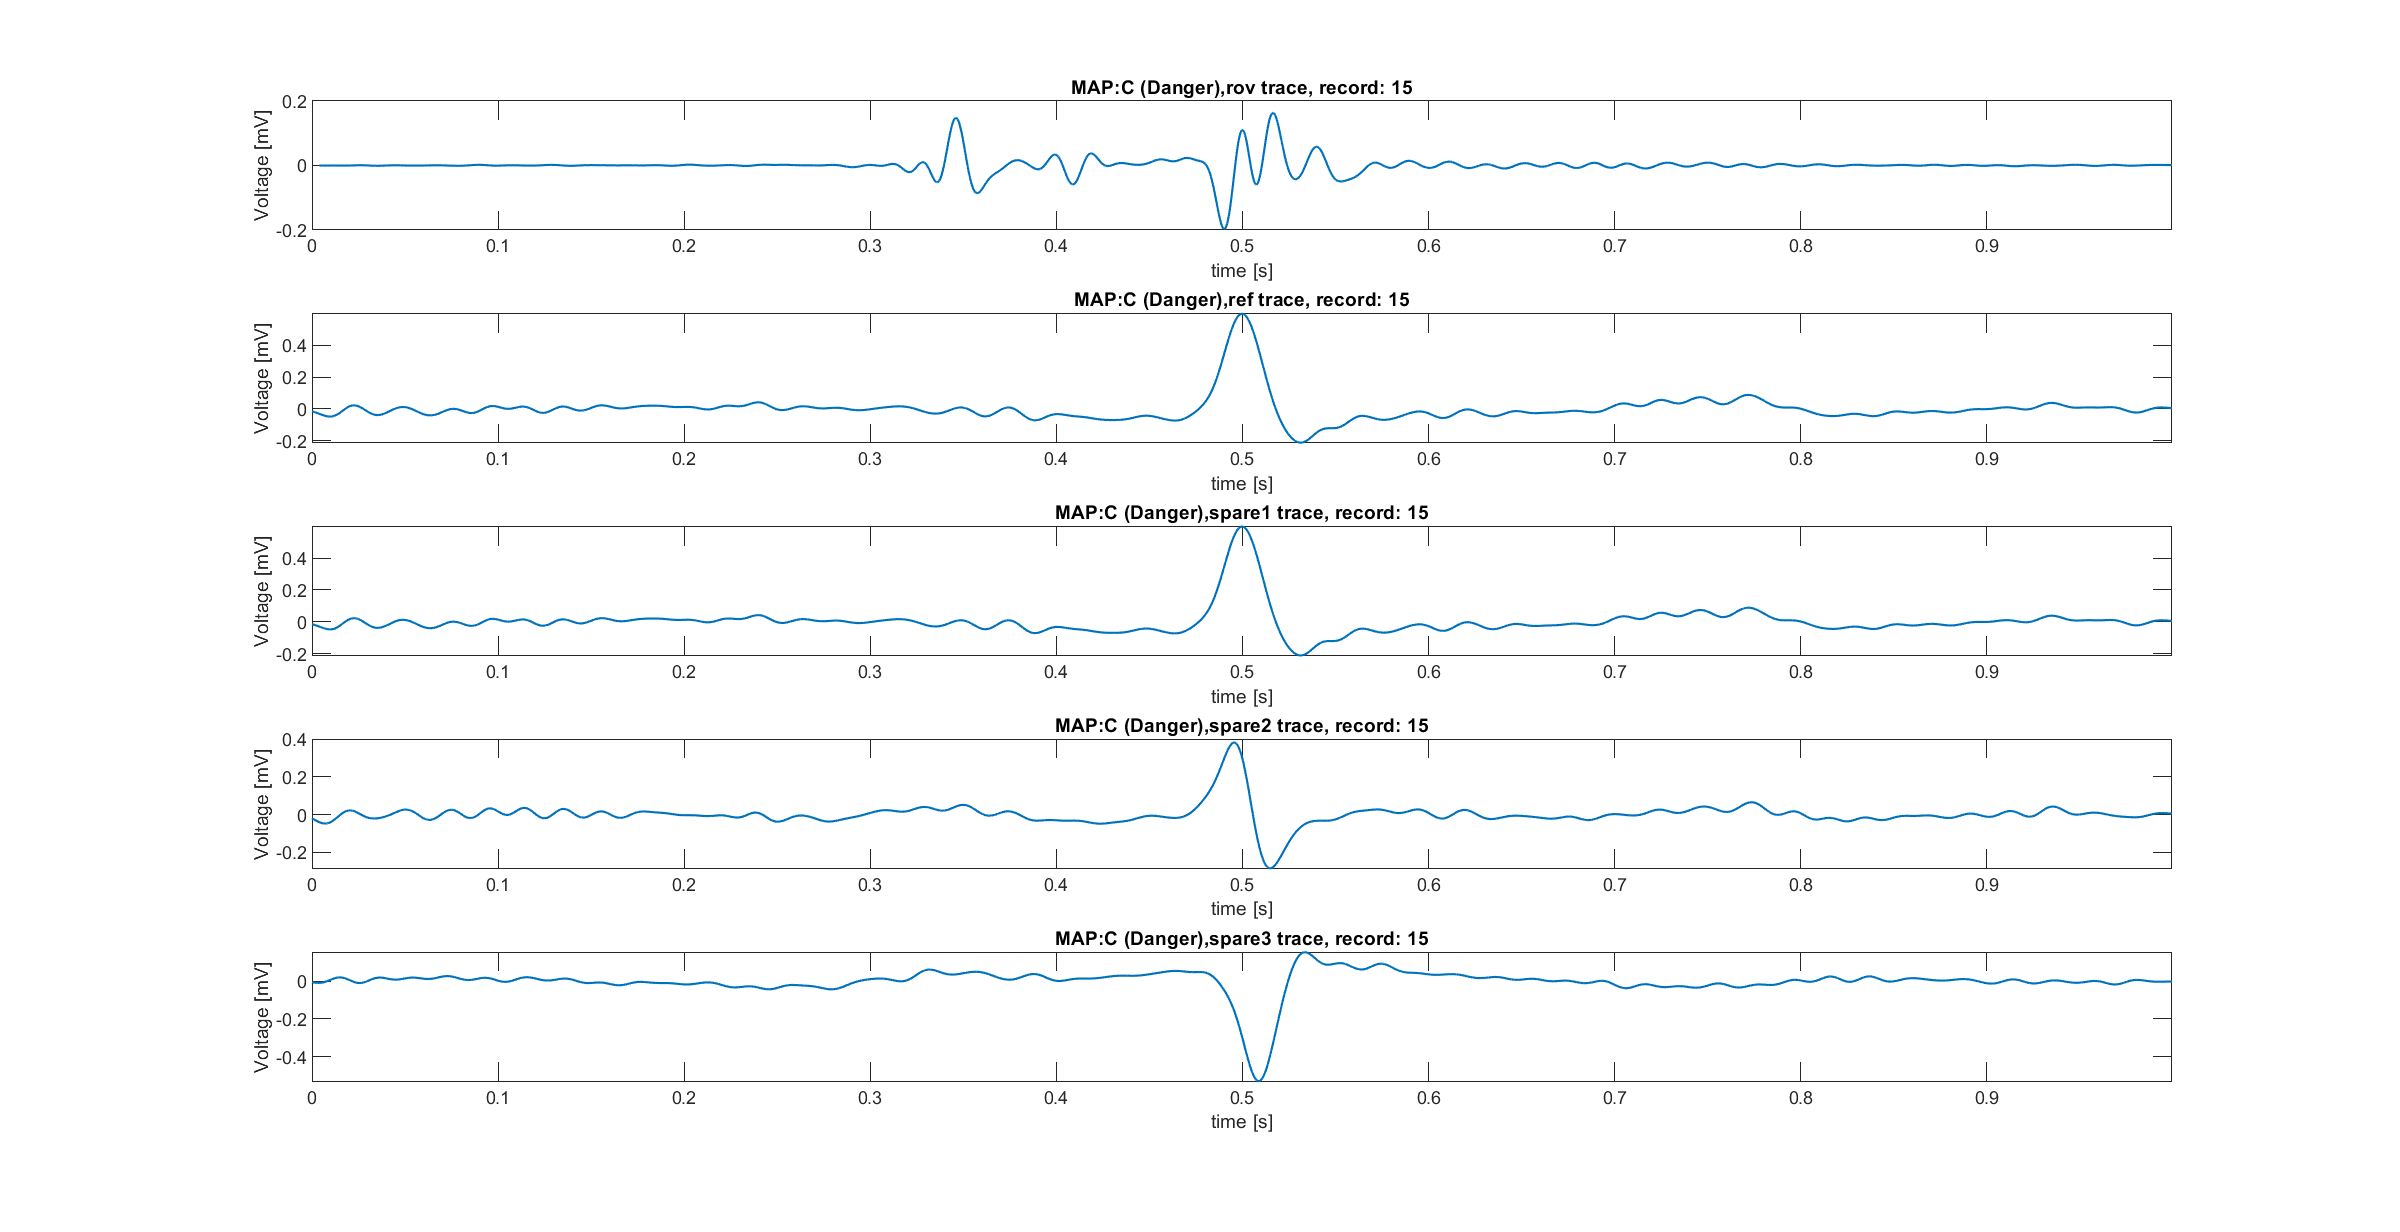 MAP:C (Danger),rov trace, record: 15
Voltage [mV]
0.2
0
-0.2
0 0.1 0.2 0.3 0.4 0.5 0.6 0.7 0.8 0.9
time [s]
MAP:C (Danger),ref trace, record: 15
Voltage [mV]
0.4
0.2
0
-0.2
0 0.1 0.2 0.3 0.4 0.5 0.6 0.7 0.8 0.9
time [s]
MAP:C (Danger),spare1 trace, record: 15
Voltage [mV]
0.4
0.2
0
-0.2
0 0.1 0.2 0.3 0.4 0.5 0.6 0.7 0.8 0.9
time [s]
MAP:C (Danger),spare2 trace, record: 15
Voltage [mV]
0.4
0.2
0
-0.2
0 0.1 0.2 0.3 0.4 0.5 0.6 0.7 0.8 0.9
time [s]
MAP:C (Danger),spare3 trace, record: 15
Voltage [mV]
0
-0.2
-0.4
0 0.1 0.2 0.3 0.4 0.5 0.6 0.7 0.8 0.9
time [s]